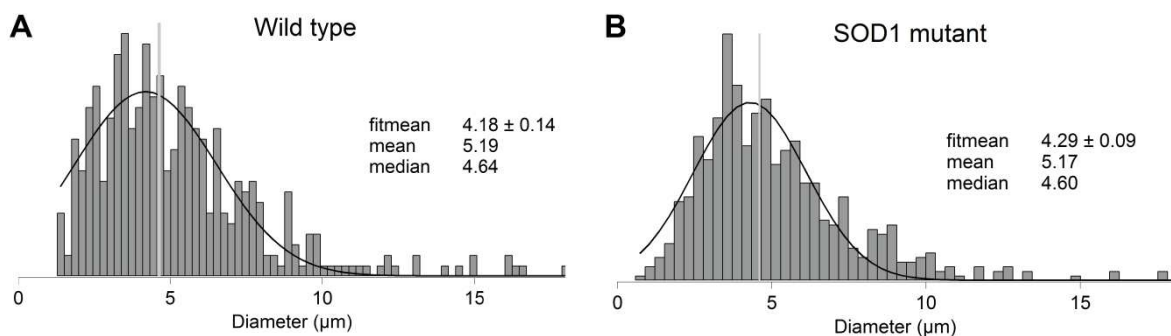 A
Wild type
fitmean 4.18 ± 0.14
mean 5.19
median 4.64
0 5 10 15
Diameter (µm)
B
SOD1 mutant
fitmean 4.29 ± 0.09
mean 5.17
median 4.60
0 5 10 15
Diameter (µm)